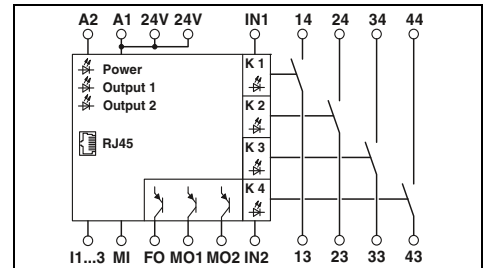 A2 A1 24V 24V IN1 14 24 34 44
Power K 1
Output 1
Output 2 K 2
RJ45 K 3
K 4
I1...3 MI FO MO1 MO2 IN2 13 23 33 43